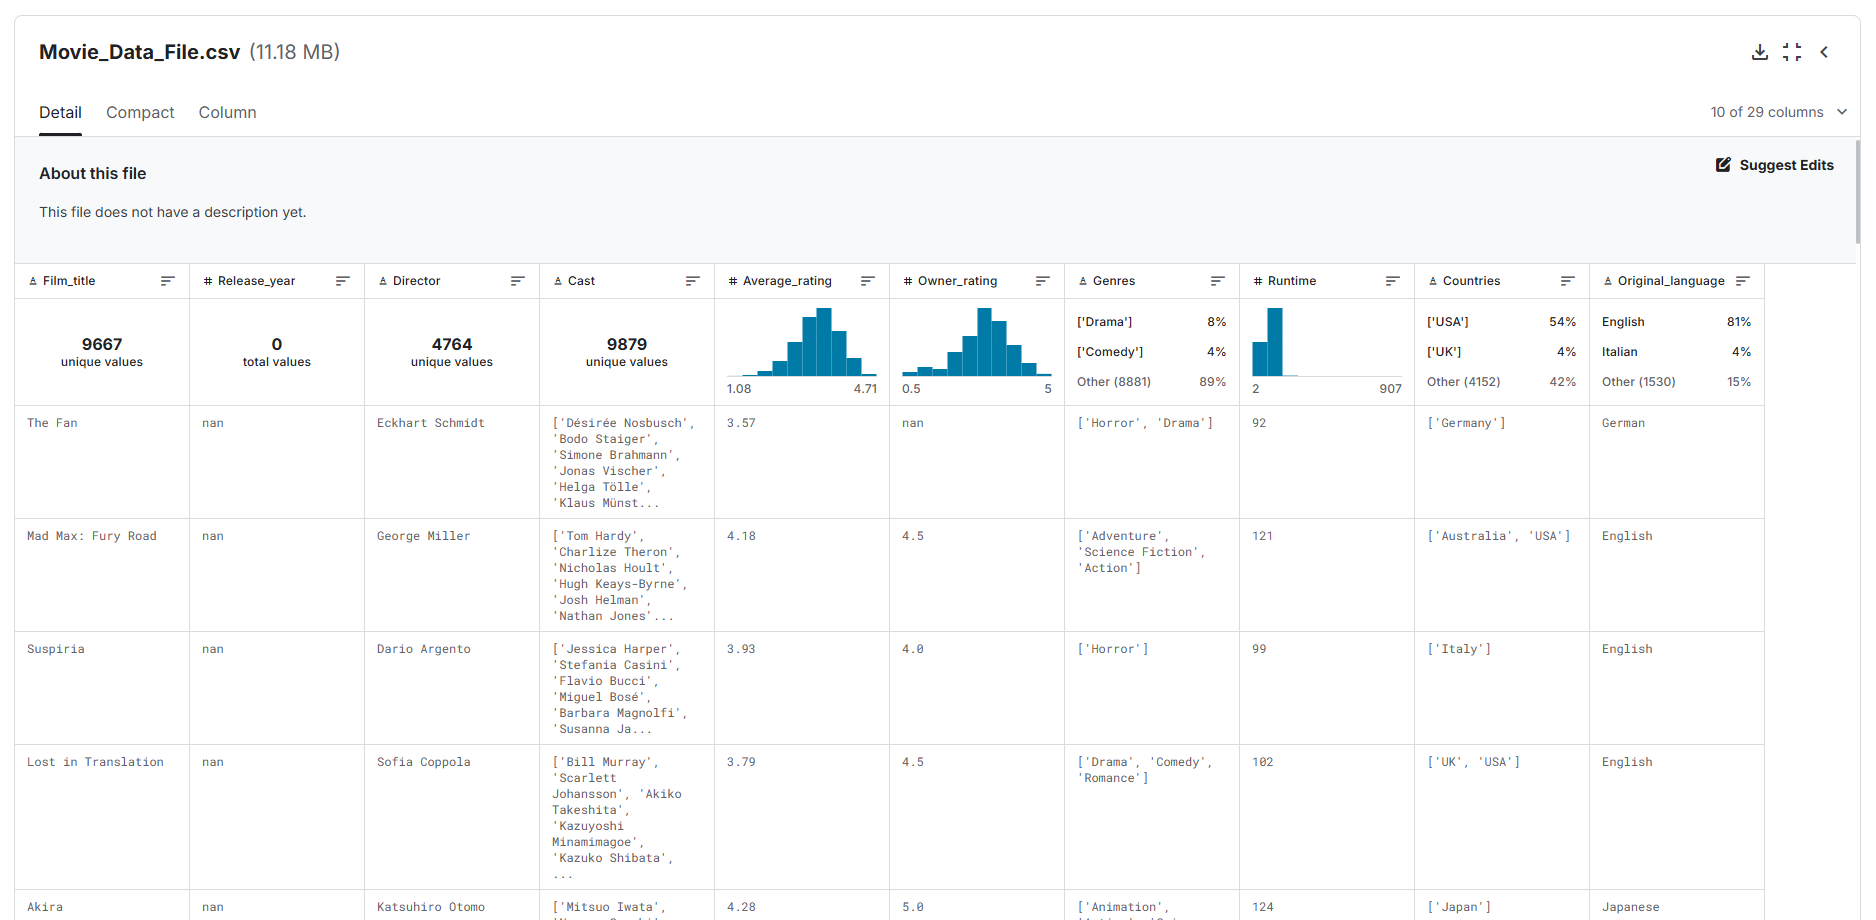 Movie_Data_File.csv (11.18 MB)
Detail Compact Column
10 of 29 columns
About this file
Suggest Edits
This file does not have a description yet.
Film_title # Release_year Director Cast # Average_rating # Owner_rating Genres # Runtime Countries Original_language
9667
unique values
0
total values
4764
unique values
9879
unique values
1.08 4.71
0.5 5
['Drama'] 8%
['Comedy'] 4%
Other (8881) 89%
2 907
['USA'] 54%
['UK'] 4%
Other (4152) 42%
English 81%
Italian 4%
Other (1530) 15%
The Fan
nan
Eckhart Schmidt
['Désirée Nosbusch',
'Bodo Staiger',
'Simone Brahmann',
'Jonas Vischer',
'Helga Tölle',
'Klaus Münst...
3.57
nan
['Horror', 'Drama']
92
['Germany']
German
Mad Max: Fury Road
nan
George Miller
['Tom Hardy',
'Charlize Theron',
'Nicholas Hoult',
'Hugh Keays-Byrne',
'Josh Helman',
'Nathan Jones'...
4.18
4.5
['Adventure',
'Science Fiction',
'Action']
121
['Australia', 'USA']
English
Suspiria
nan
Dario Argento
['Jessica Harper',
'Stefania Casini',
'Flavio Bucci',
'Miguel Bosé',
'Barbara Magnolfi',
'Susanna Ja...
3.93
4.0
['Horror']
99
['Italy']
English
Lost in Translation
nan
Sofia Coppola
['Bill Murray',
'Scarlett
Johansson', 'Akiko
Takeshita',
'Kazuyoshi
Minamimagoe',
'Kazuko Shibata',
...
3.79
4.5
['Drama', 'Comedy',
'Romance']
102
['UK', 'USA']
English
Akira
nan
Katsuhiro Otomo
['Mitsuo Iwata',
4.28
5.0
['Animation',
124
['Japan']
Japanese